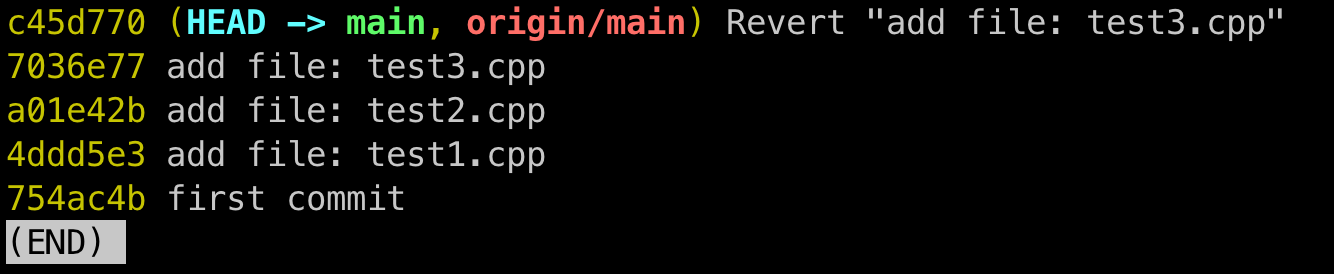 c45d770 (HEAD -> main, origin/main) Revert "add file: test3.cpp"
7036e77 add file: test3.cpp
a01e42b add file: test2.cpp
4ddd5e3 add file: test1.cpp
754ac4b first commit
(END)